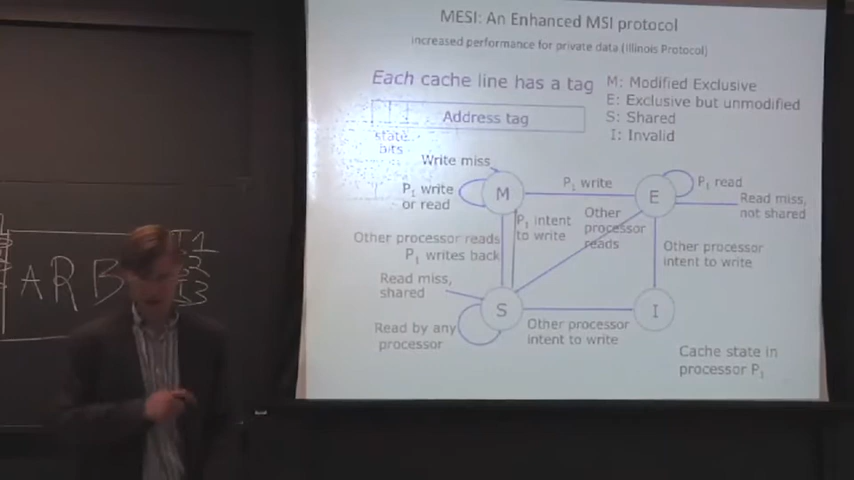 MESI: An Enhanced MSI protocol
increased performance for private data (Illinois Protocol)
Each cache line has a tag
Address tag
state
bits
M: Modified Exclusive
E: Exclusive but unmodified
S: Shared
I: Invalid
Write miss
M
P1 write
or read
P1 write
E
P1 read
Read miss,
not shared
P1 intent
to write
Other
processor
reads
Other processor
intent to write
Other processor reads
P1 writes back
Read miss,
shared
S
Read by any
processor
Other processor
intent to write
I
Cache state in
processor P1
ARB